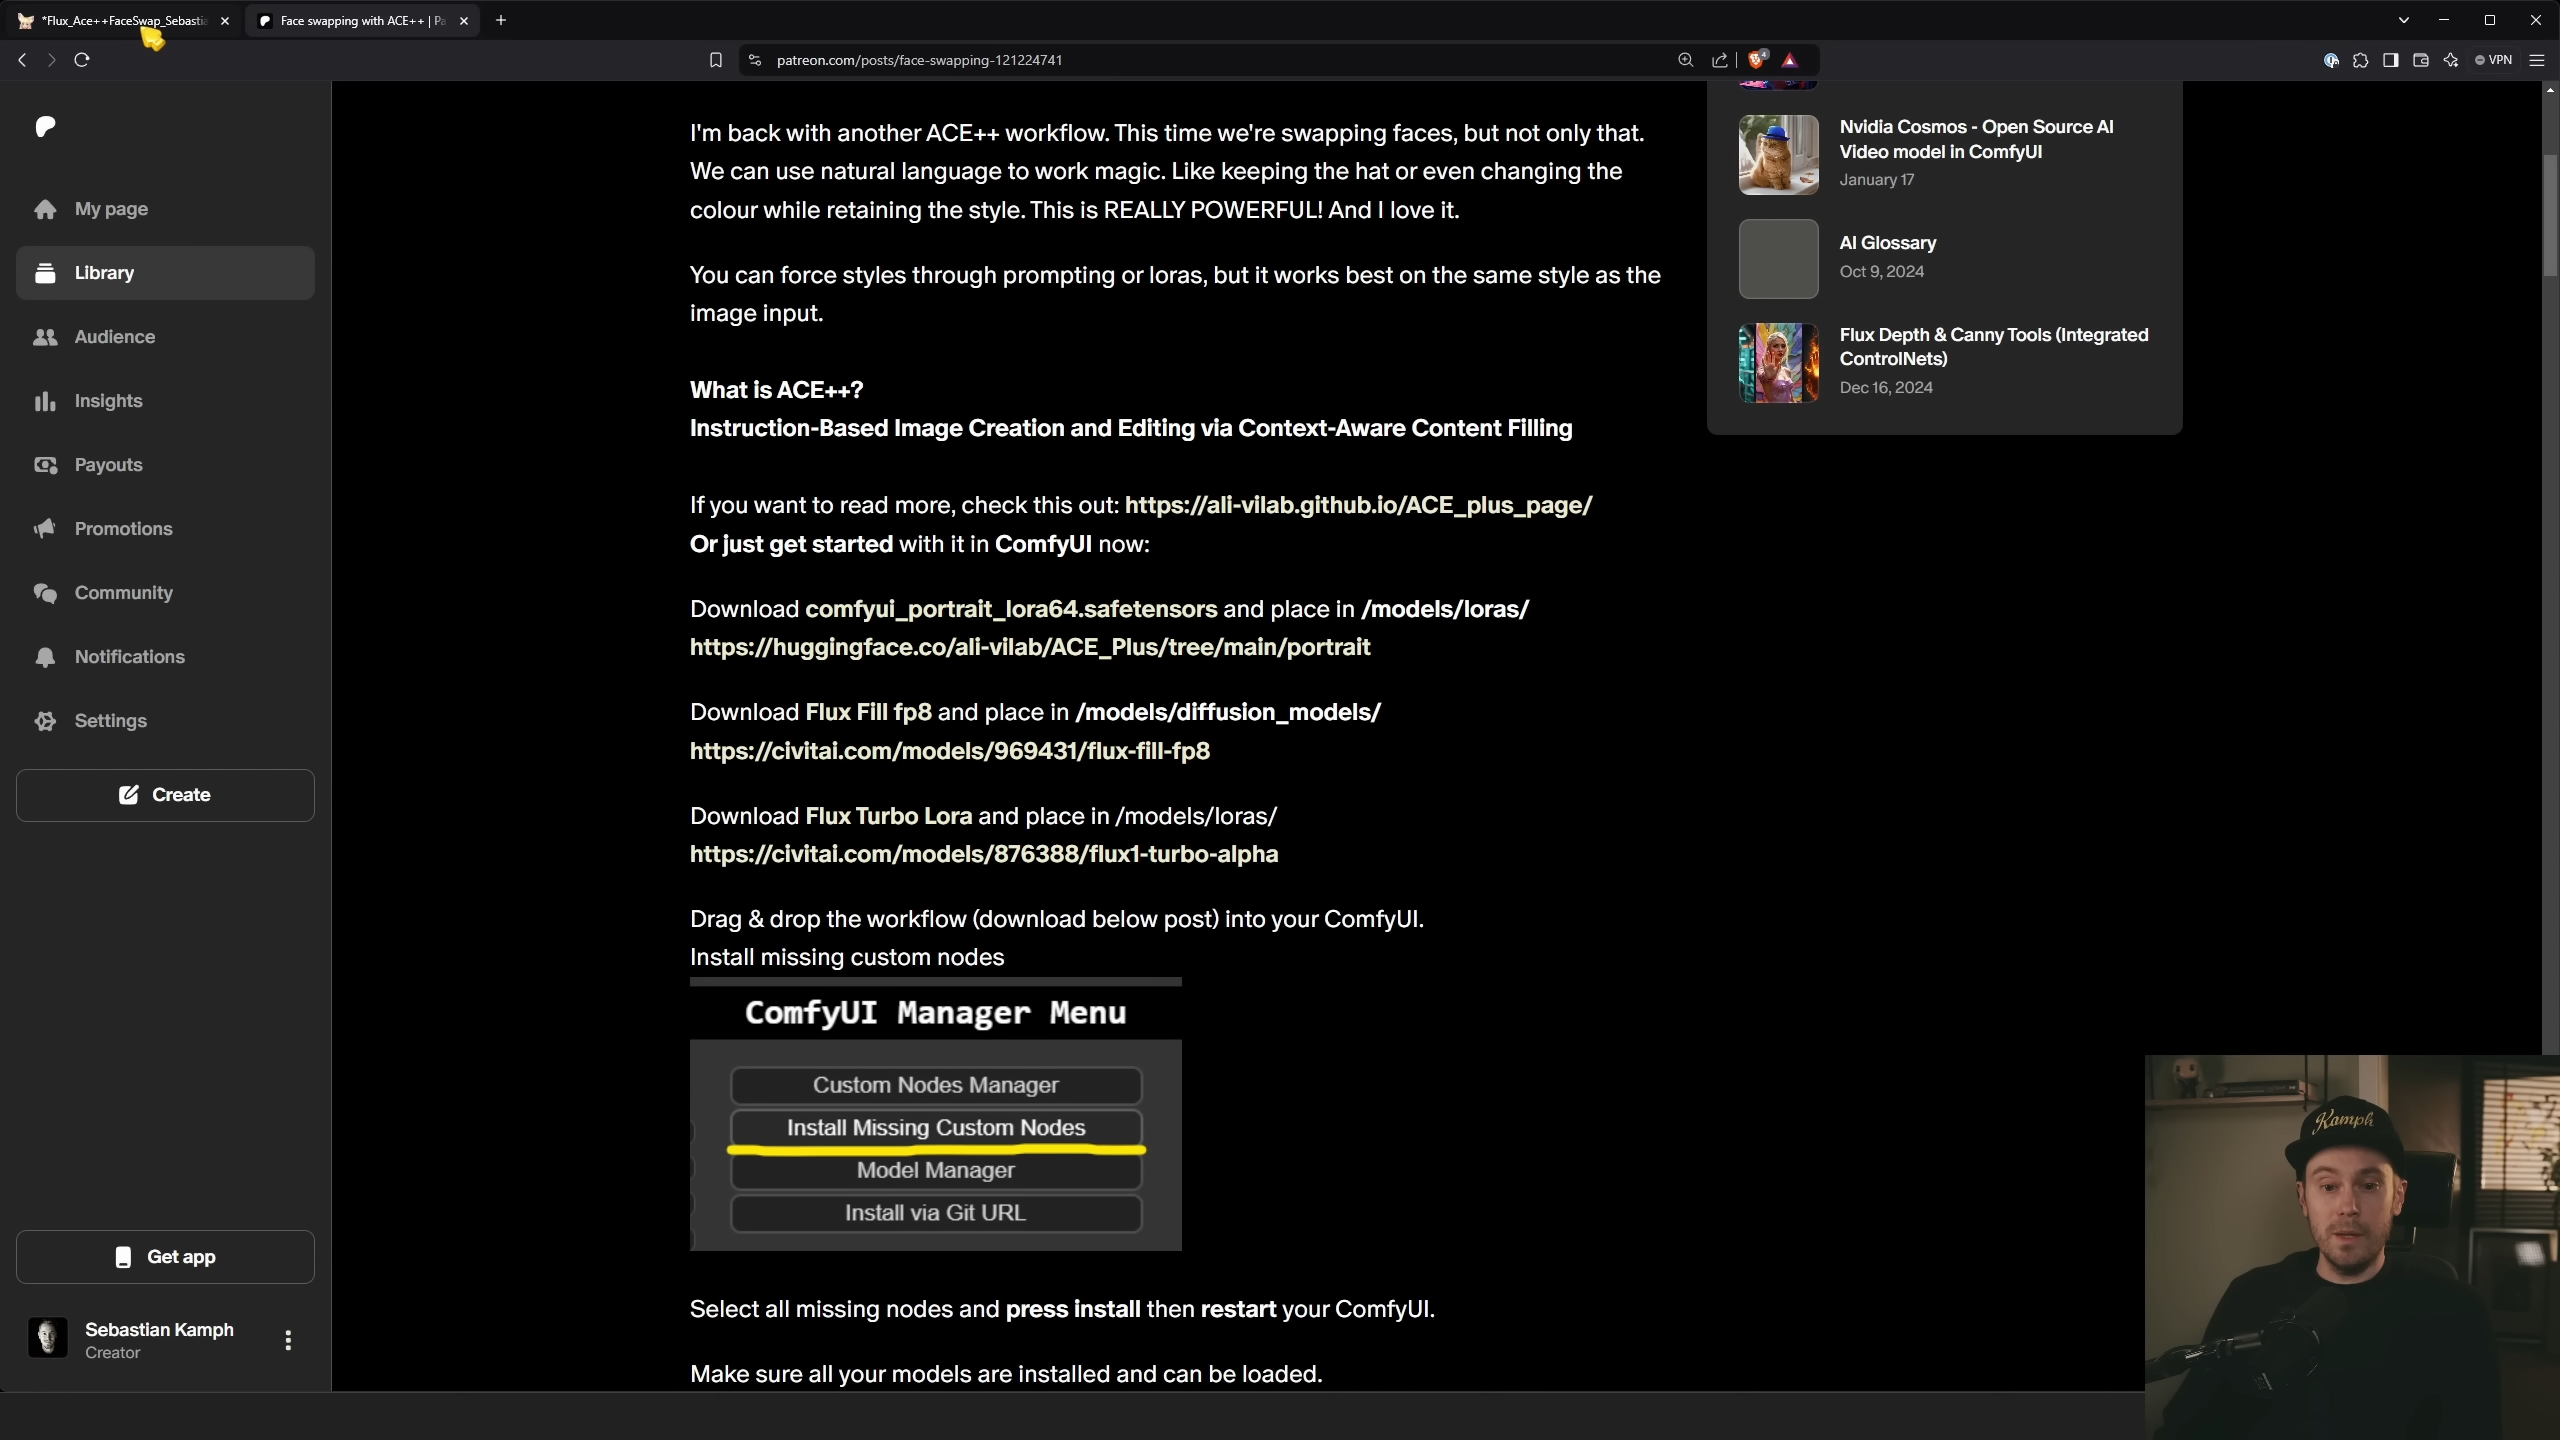 *Flux_Ace++FaceSwap_Sebastia
Face swapping with ACE++ | Pa
patreon.com/posts/face-swapping-121224741
VPN
My page
Library
Audience
Insights
Payouts
Promotions
Community
Notifications
Settings
Create
Get app
Sebastian Kamph
Creator
I'm back with another ACE++ workflow. This time we're swapping faces, but not only that.
We can use natural language to work magic. Like keeping the hat or even changing the
colour while retaining the style. This is REALLY POWERFUL! And I love it.
You can force styles through prompting or loras, but it works best on the same style as the
image input.
What is ACE++?
Instruction-Based Image Creation and Editing via Context-Aware Content Filling
If you want to read more, check this out: https://ali-vilab.github.io/ACE_plus_page/
Or just get started with it in ComfyUI now:
Download comfyui_portrait_lora64.safetensors and place in /models/loras/
https://huggingface.co/ali-vilab/ACE_Plus/tree/main/portrait
Download Flux Fill fp8 and place in /models/diffusion_models/
https://civitai.com/models/969431/flux-fill-fp8
Download Flux Turbo Lora and place in /models/loras/
https://civitai.com/models/876388/flux1-turbo-alpha
Drag & drop the workflow (download below post) into your ComfyUI.
Install missing custom nodes
ComfyUI Manager Menu
Custom Nodes Manager
Install Missing Custom Nodes
Model Manager
Install via Git URL
Select all missing nodes and press install then restart your ComfyUI.
Make sure all your models are installed and can be loaded.
Nvidia Cosmos - Open Source AI
Video model in ComfyUI
January 17
AI Glossary
Oct 9, 2024
Flux Depth & Canny Tools (Integrated
ControlNets)
Dec 16, 2024
Kamph